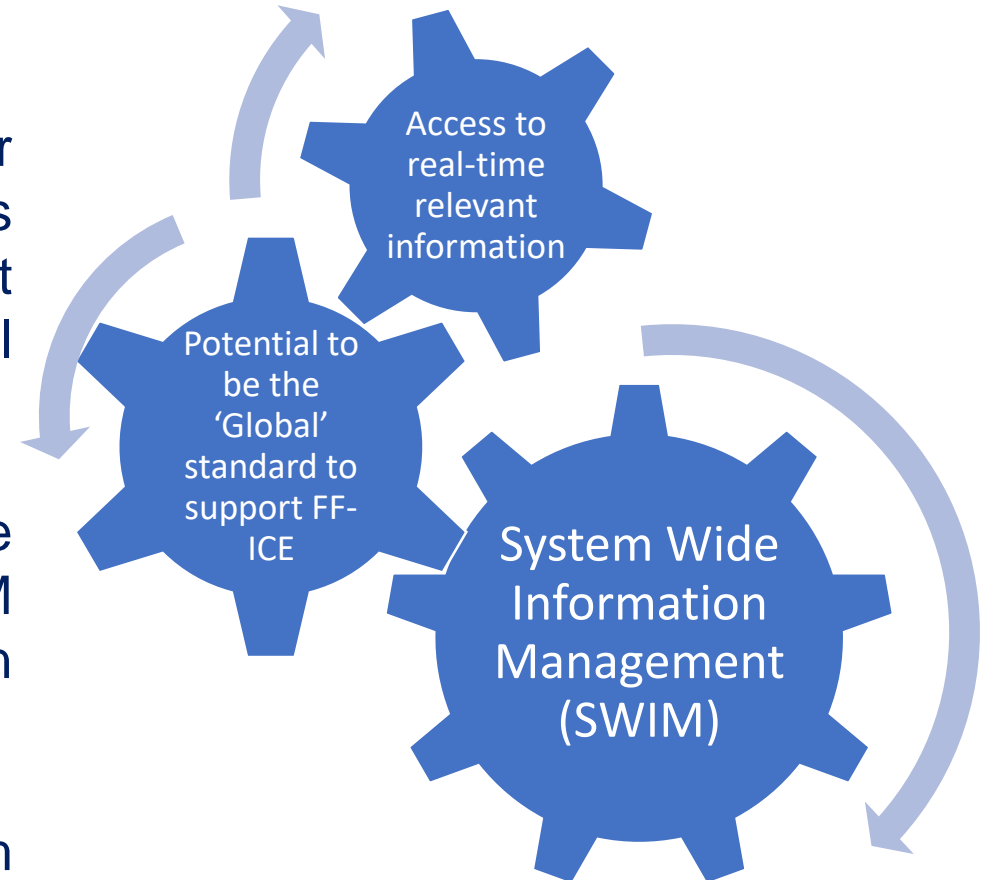 Access to
real-time
relevant
information
Potential to
be the
‘Global’
standard to
support FF-
ICE
System Wide
Information
Management
(SWIM)
r
s
t
l
e
M
n
n